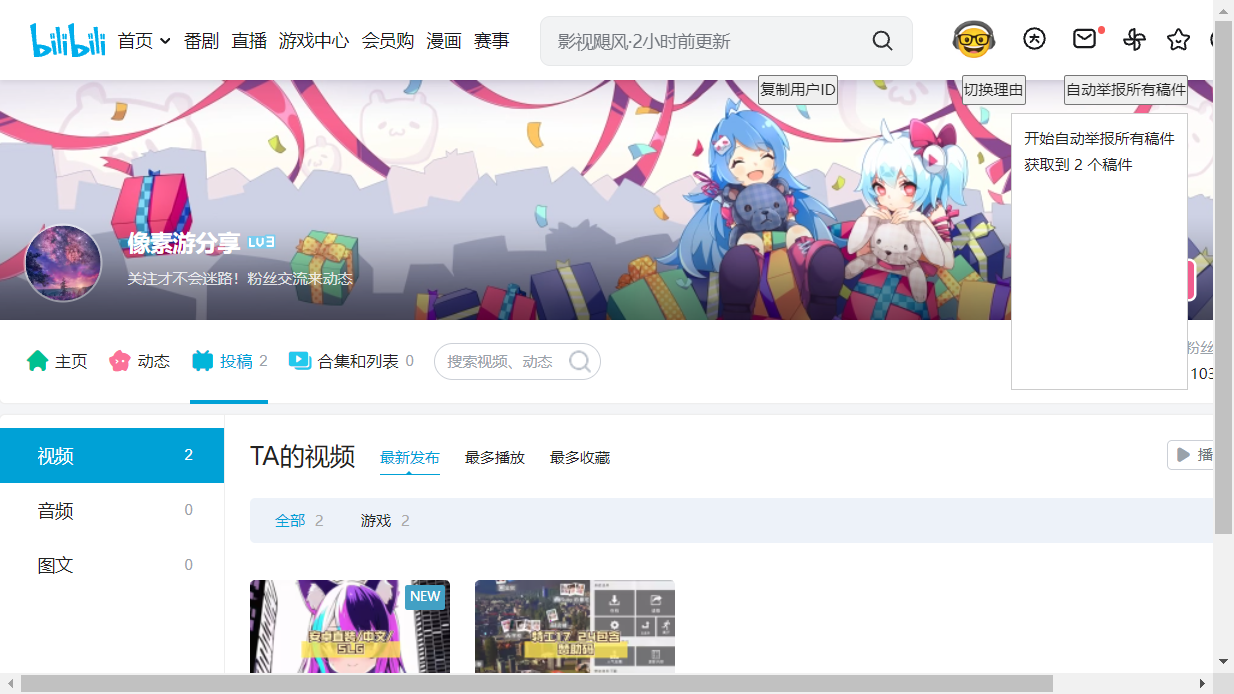 bilibili 首页 番剧 直播 游戏中心 会员购 漫画 赛事 影视飓风·2小时前更新
复制用户ID 切换理由 自动举报所有稿件
开始自动举报所有稿件
获取到 2 个稿件
像素游分享 LV3
关注才不会迷路！粉丝交流来动态
主页 动态 投稿 2 合集和列表 0 搜索视频、动态
粉丝
103
视频 2
音频 0
图文 0
TA的视频 最新发布 最多播放 最多收藏 播
全部 2 游戏 2
NEW
安卓直装/中文/
SLG
特工17 24包含
赞助码